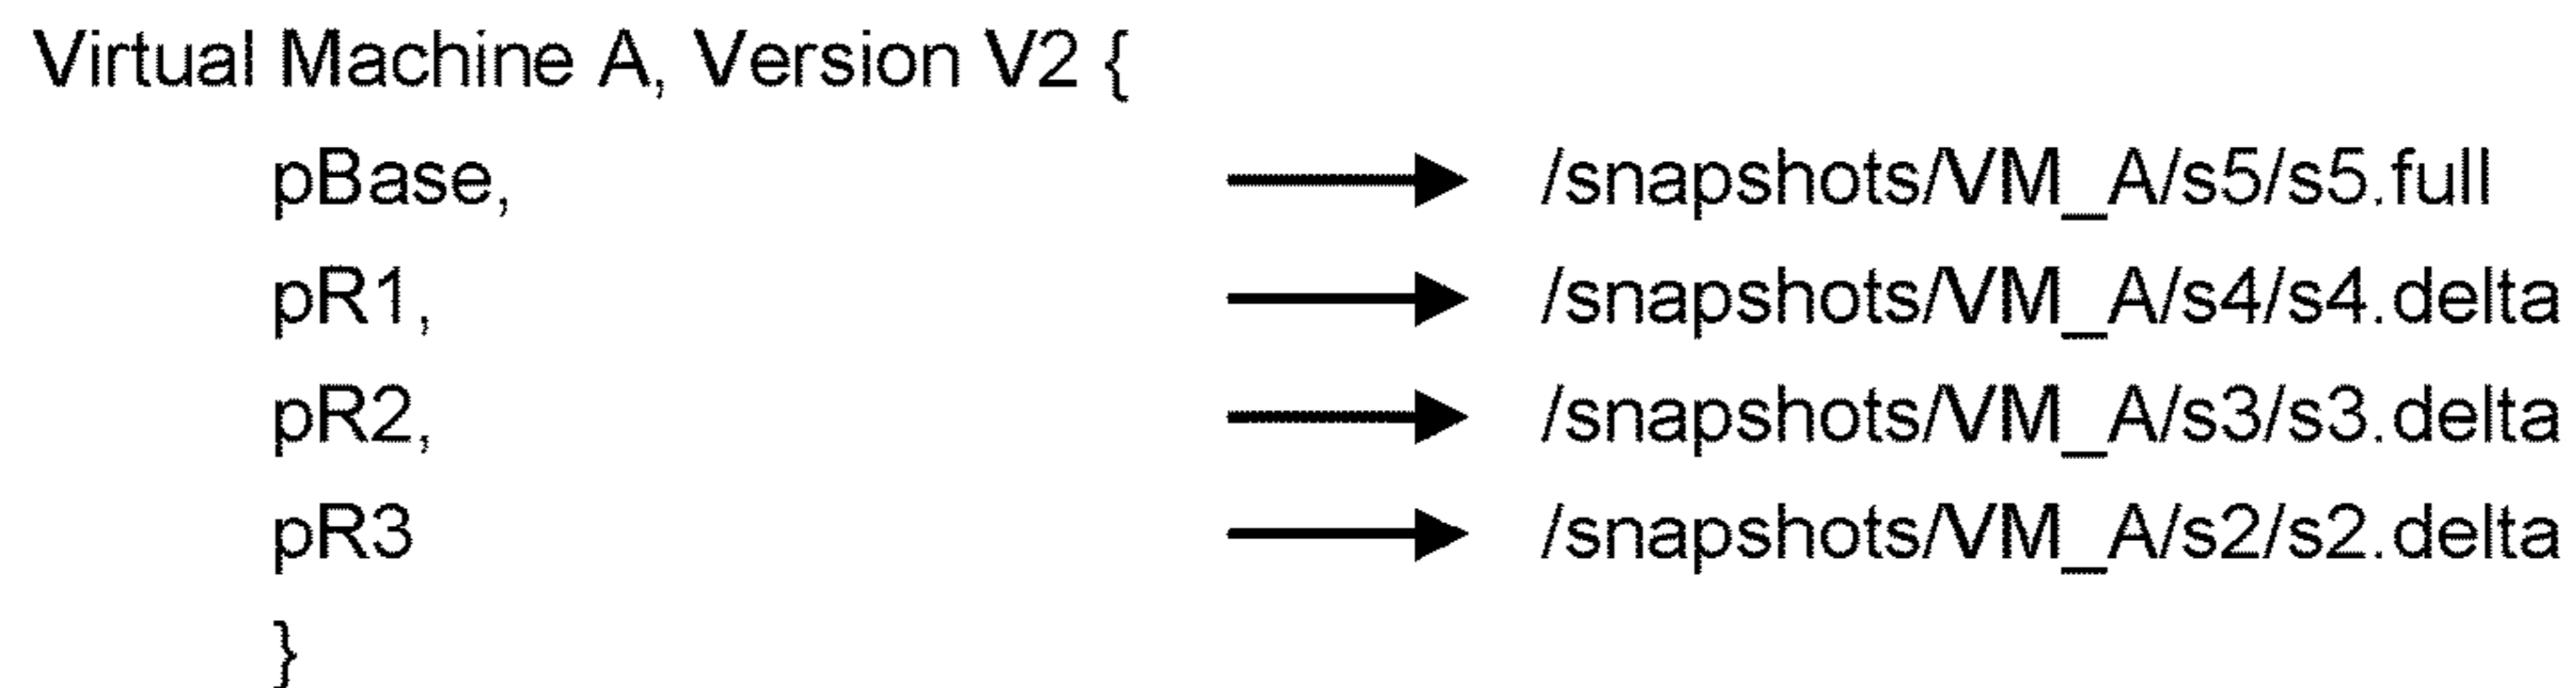 Virtual Machine A, Version V2 {
pBase, /snapshots/VM_A/s5/s5.full
pR1, /snapshots/VM_A/s4/s4.delta
pR2, /snapshots/VM_A/s3/s3.delta
pR3 /snapshots/VM_A/s2/s2.delta
}